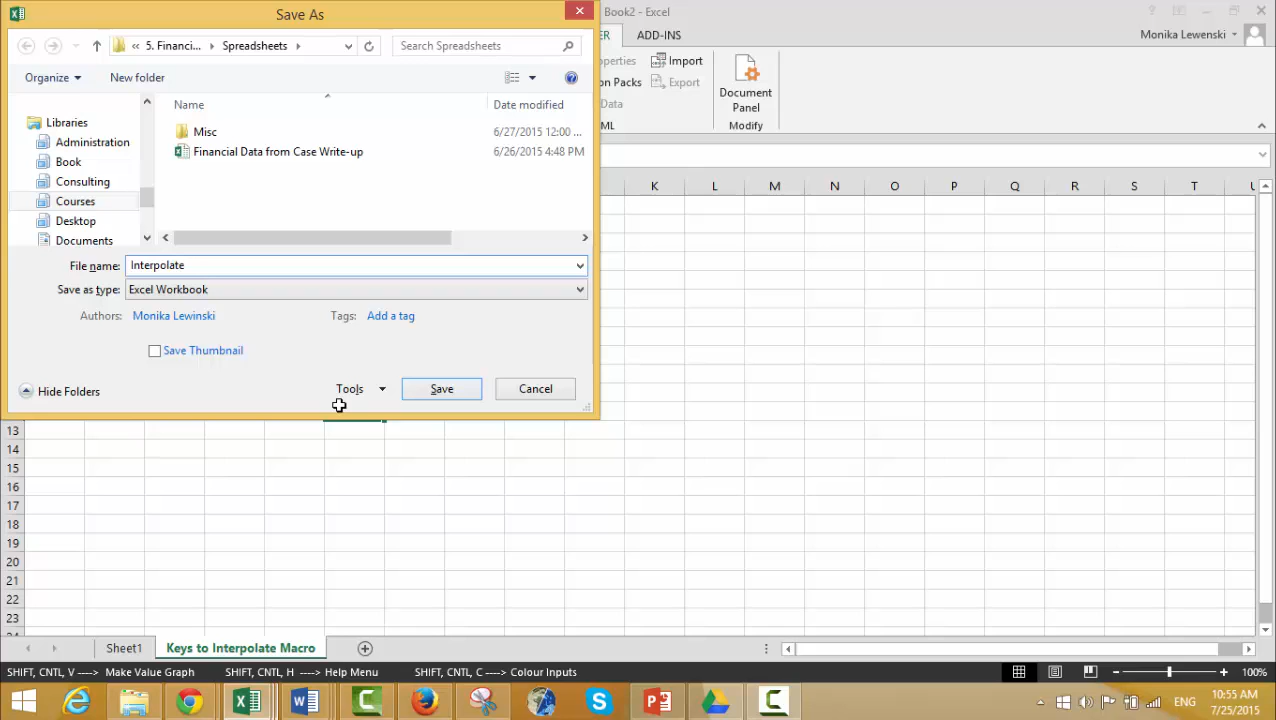 Save As
Book2 - Excel
5. Financi... Spreadsheets
Search Spreadsheets
ER ADD-INS
Monika Lewenski
Organize New folder
operties Import
on Packs Export
Data
ML
Document
Panel
Modify
Name Date modified
Libraries
Administration
Book
Consulting
Courses
Desktop
Documents
Misc 6/27/2015 12:00 ...
Financial Data from Case Write-up 6/26/2015 4:48 PM
File name: Interpolate
Save as type: Excel Workbook
Authors: Monika Lewinski Tags: Add a tag
Save Thumbnail
Hide Folders Tools Save Cancel
K L M N O P Q R S T U
13
14
15
16
17
18
19
20
21
22
23
24
Sheet1 Keys to Interpolate Macro
SHIFT, CNTL, V ----> Make Value Graph SHIFT, CNTL, H ----> Help Menu SHIFT, CNTL, C ----> Colour Inputs 100%
ENG
10:55 AM
7/25/2015